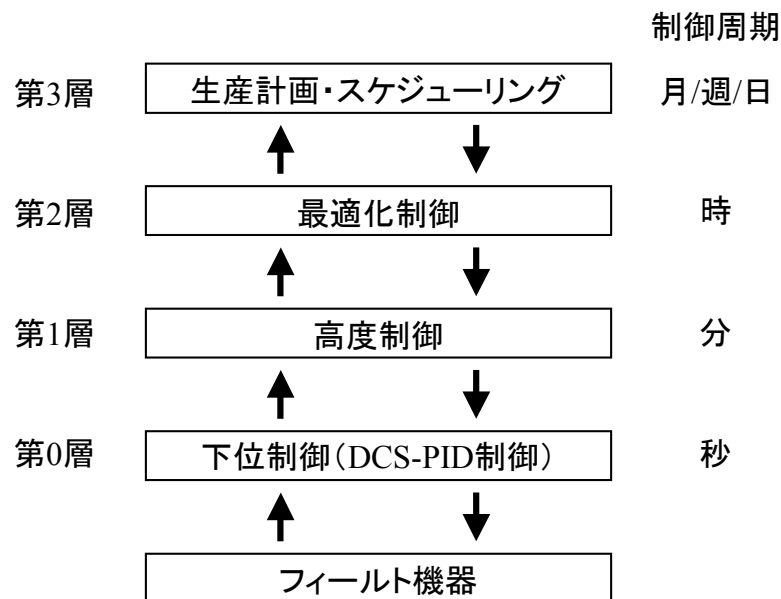 制御周期
第3層 生産計画・スケジューリング 月/週/日
第2層 最適化制御 時
第1層 高度制御 分
第0層 下位制御(DCS-PID制御) 秒
フィールト機器